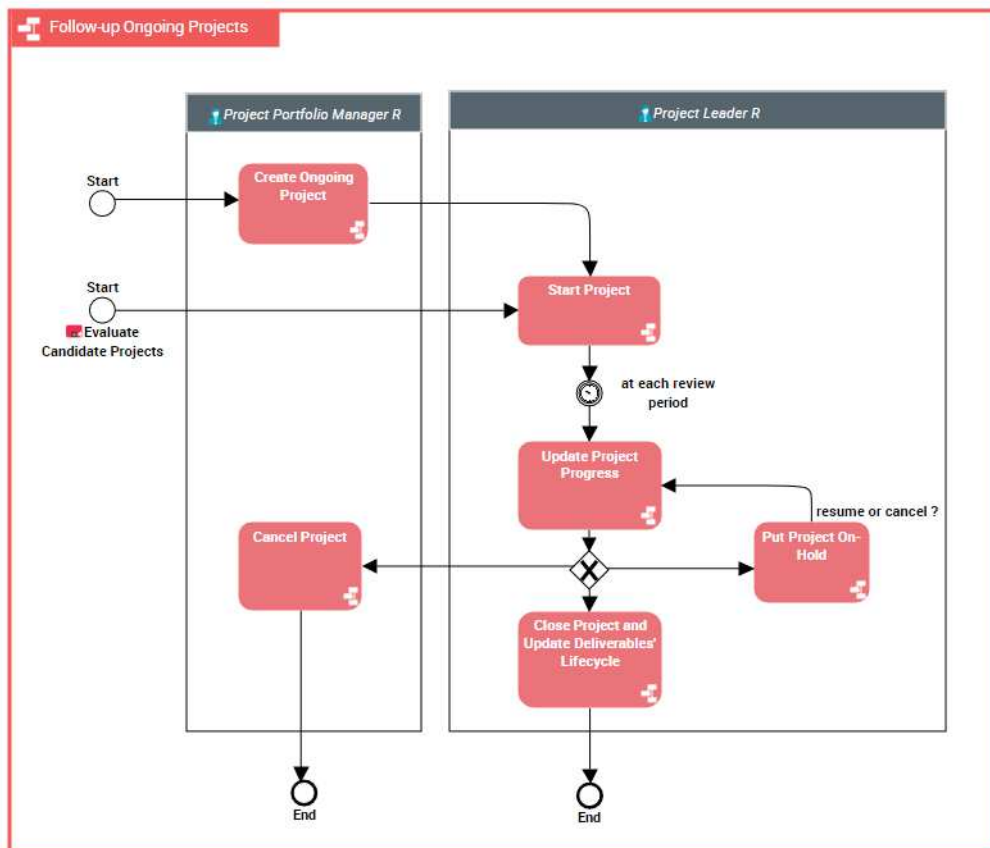 Follow-up Ongoing Projects
Project Portfolio Manager R
Project Leader R
Start
Create Ongoing
Project
Start
Evaluate
Candidate Projects
Start Project
at each review
period
Update Project
Progress
resume or cancel ?
Cancel Project
Put Project On-
Hold
Close Project and
Update Deliverables'
Lifecycle
End
End